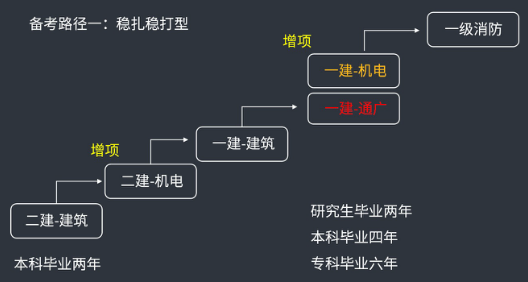 备考路径一：稳扎稳打型
一级消防
增项
一建-机电
一建-通广
一建-建筑
增项
二建-机电
二建-建筑
本科毕业两年
研究生毕业两年
本科毕业四年
专科毕业六年